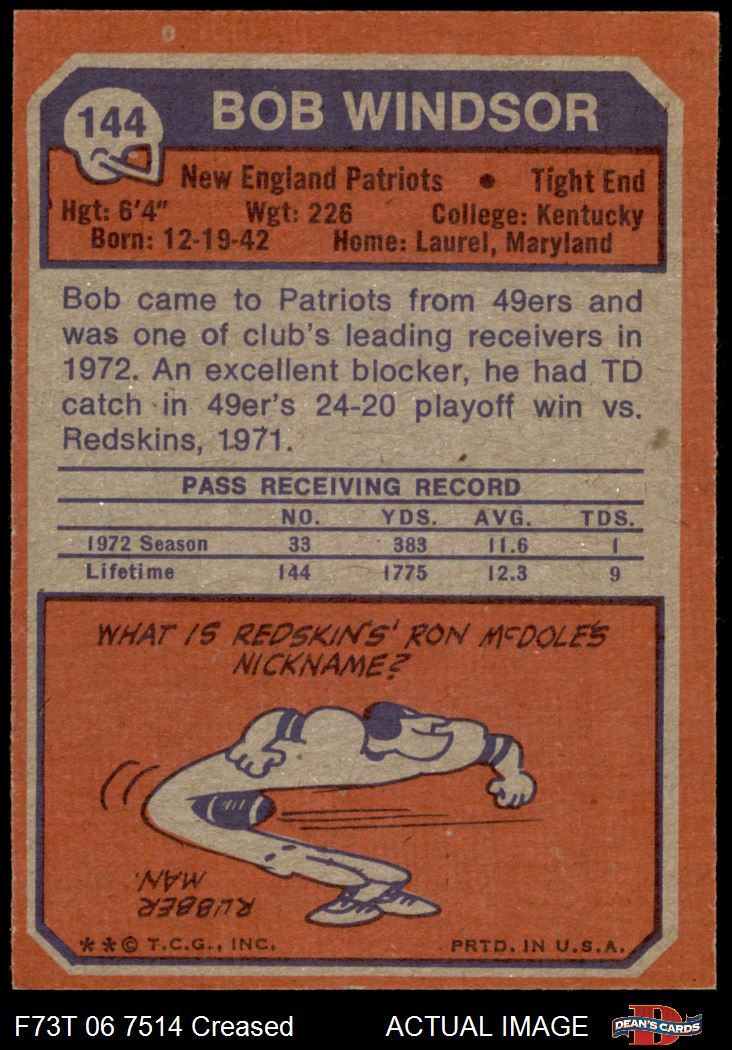 144
BOB WINDSOR
New England Patriots • Tight End
Hgt: 6'4" Wgt: 226 College: Kentucky
Born: 12-19-42 Home: Laurel, Maryland
Bob came to Patriots from 49ers and
was one of club's leading receivers in
1972. An excellent blocker, he had TD
catch in 49er's 24-20 playoff win vs.
Redskins, 1971.
PASS RECEIVING RECORD
NO. YDS. AVG. TDS.
1972 Season 33 383 11.6 1
Lifetime 144 1775 12.3 9
WHAT IS REDSKINS' RON McDOLE'S
NICKNAME?
RUBBER
MAN.
**© T.C.G., INC. PRTD. IN U.S.A.
F73T 06 7514 Creased ACTUAL IMAGE DEAN'S CARDS